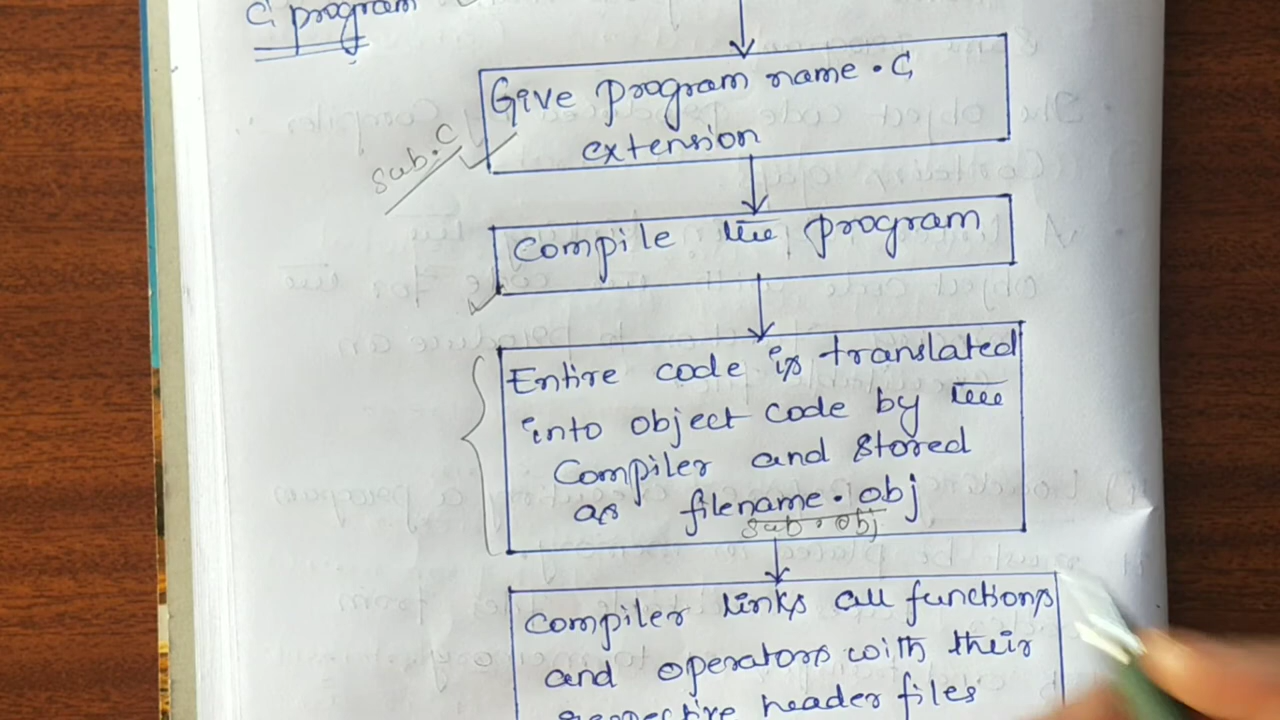 C program
Give program name .C
extension
sub.C
Compile the program
Entire code is translated
into object code by the
Compiler and stored
as filename.obj
sub.obj
Compiler links all functions
and operators with their
respective header files